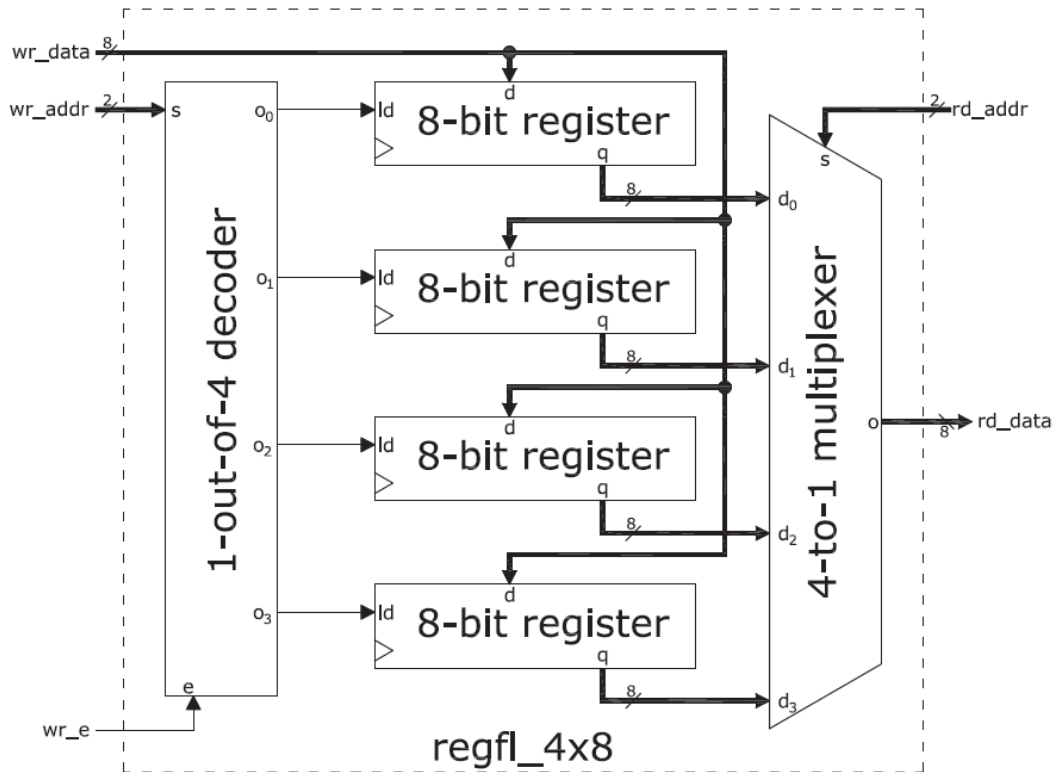 wr_data
8
wr_addr
2
s
o0
ld
d
8-bit register
q
8
2
rd_addr
s
d0
1-out-of-4 decoder
o1
ld
d
8-bit register
q
8
d1
4-to-1 multiplexer
o
8
rd_data
o2
ld
d
8-bit register
q
8
d2
o3
ld
d
8-bit register
q
8
d3
e
wr_e
regfl_4x8